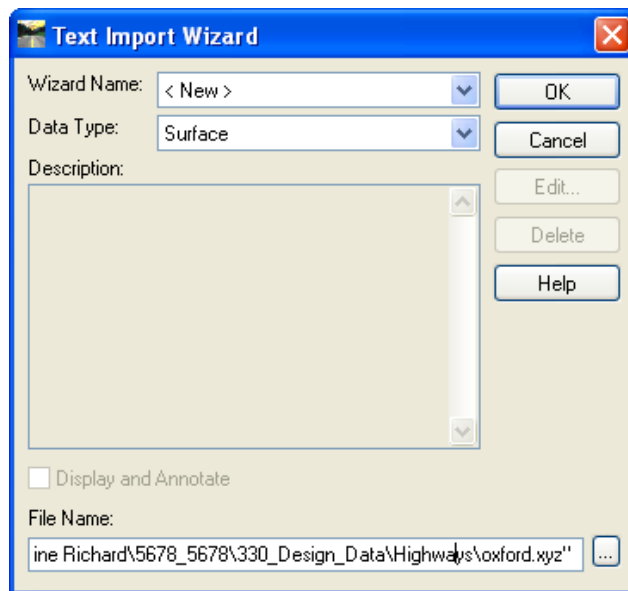 Text Import Wizard
Wizard Name: < New > OK
Data Type: Surface Cancel
Description: Edit...
Delete
Help
Display and Annotate
File Name:
ine Richard\5678_5678\330_Design_Data\Highways\oxford.xyz" ...